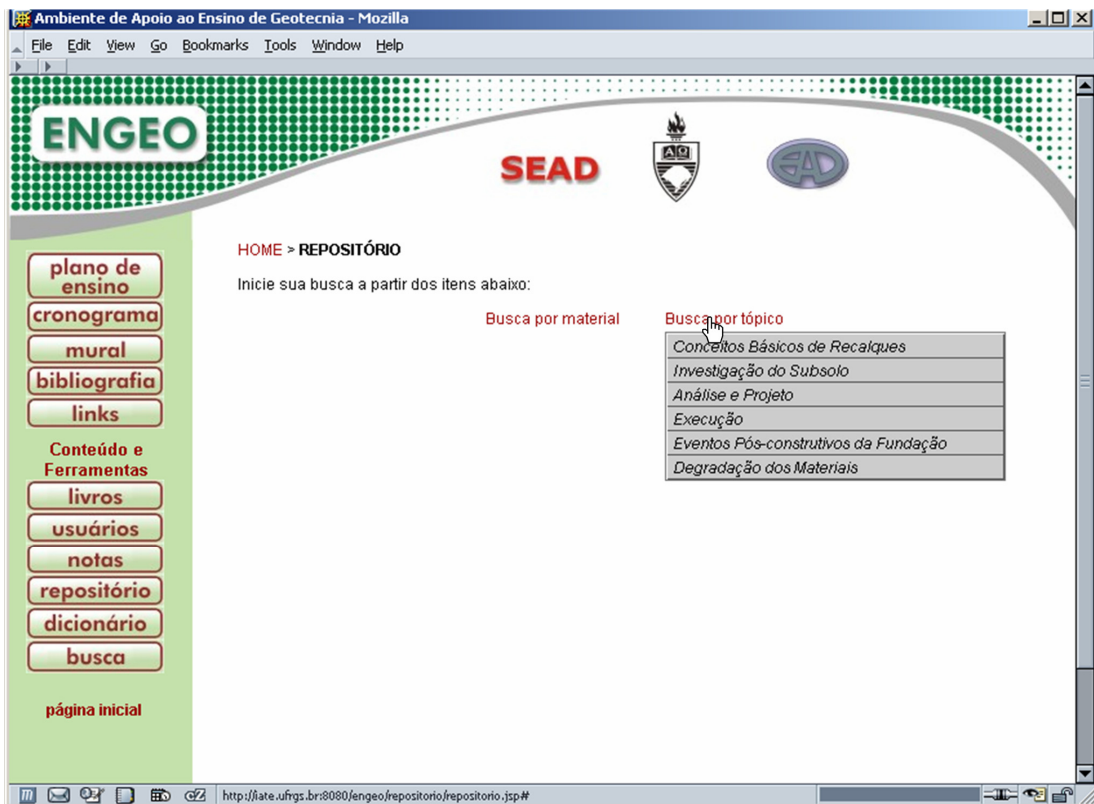 Ambiente de Apoio ao Ensino de Geotecnia - Mozilla
File Edit View Go Bookmarks Tools Window Help
ENGEO
SEAD
ΑΩ
EAD
HOME > REPOSITÓRIO
Inicie sua busca a partir dos itens abaixo:
Busca por material Busca por tópico
Conceitos Básicos de Recalques
Investigação do Subsolo
Análise e Projeto
Execução
Eventos Pós-construtivos da Fundação
Degradação dos Materiais
plano de
ensino
cronograma
mural
bibliografia
links
Conteúdo e
Ferramentas
livros
usuários
notas
repositório
dicionário
busca
página inicial
http://iate.ufrgs.br:8080/engeo/repositorio/repositorio.jsp#